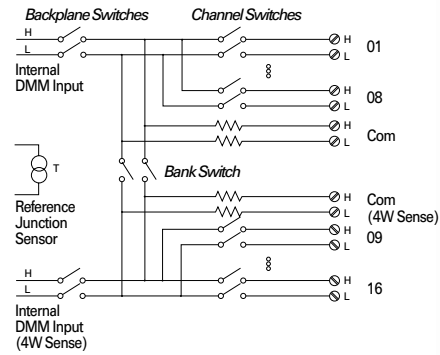 Backplane Switches
Channel Switches
H
H
01
L
L
Internal
DMM Input
H
08
L
H
Com
L
T
Bank Switch
Reference
Junction
Sensor
H
Com
(4W Sense)
L
H
09
L
H
H
16
L
L
Internal
DMM Input
(4W Sense)